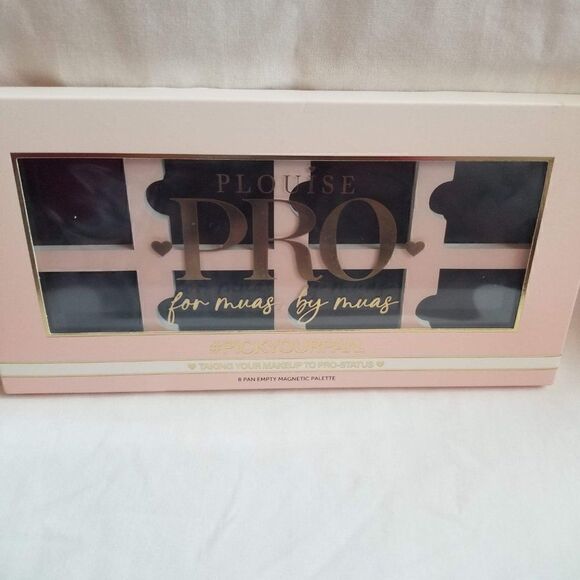 PLOUISE
PRO
for muas by muas
#PICKYOURPAN
TAKING YOUR MAKEUP TO PRO-STATUS
8 PAN EMPTY MAGNETIC PALETTE